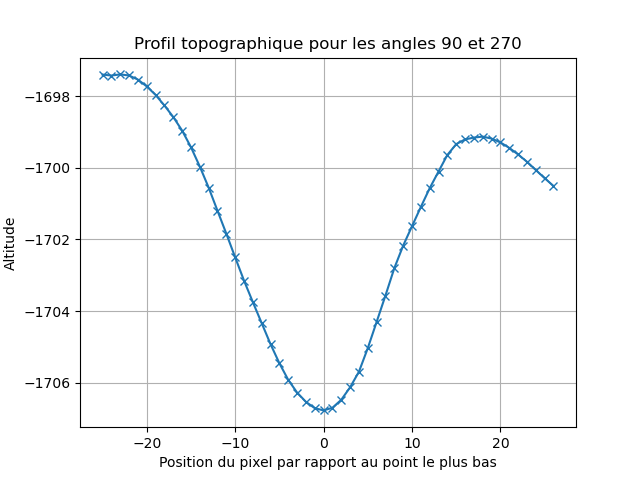 Profil topographique pour les angles 90 et 270
−1698
−1700
−1702
−1704
−1706
Altitude
−20 −10 0 10 20
Position du pixel par rapport au point le plus bas